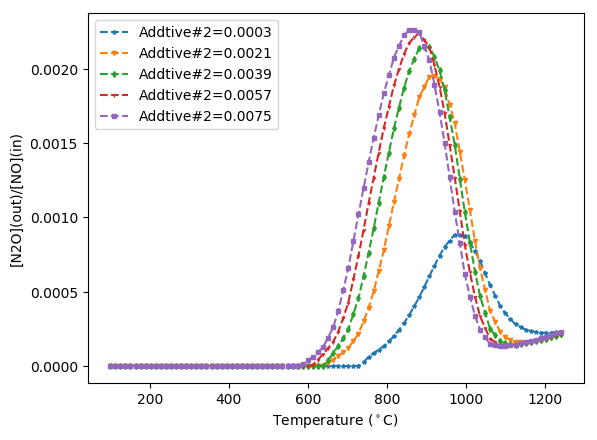 Addtive#2=0.0003
Addtive#2=0.0021
Addtive#2=0.0039
Addtive#2=0.0057
Addtive#2=0.0075
[N2O](out)/[NO](in)
0.0020
0.0015
0.0010
0.0005
0.0000
200 400 600 800 1000 1200
Temperature (°C)